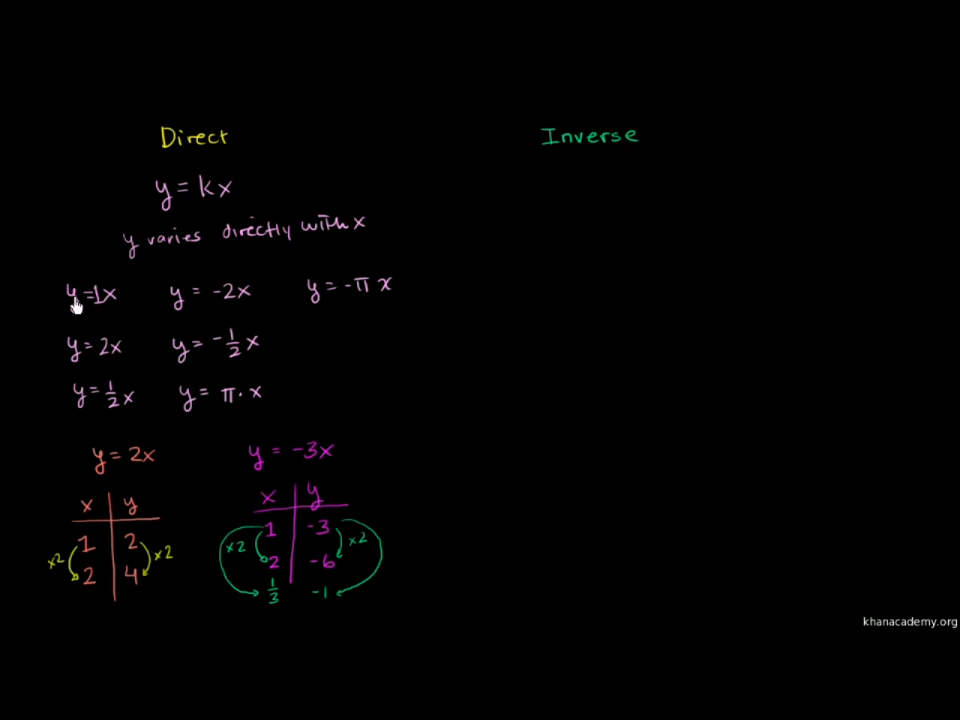 Direct
Inverse
y = kx
y varies directly with x
y = 1x
y = -2x
y = -π x
y = 2x
y = -1/2 x
y = 1/2 x
y = π · x
y = 2x
y = -3x
x y
x y
1 2
1 -3
×2 ×2
×2 ×2
2 4
2 -6
1/3 -1
khanacademy.org